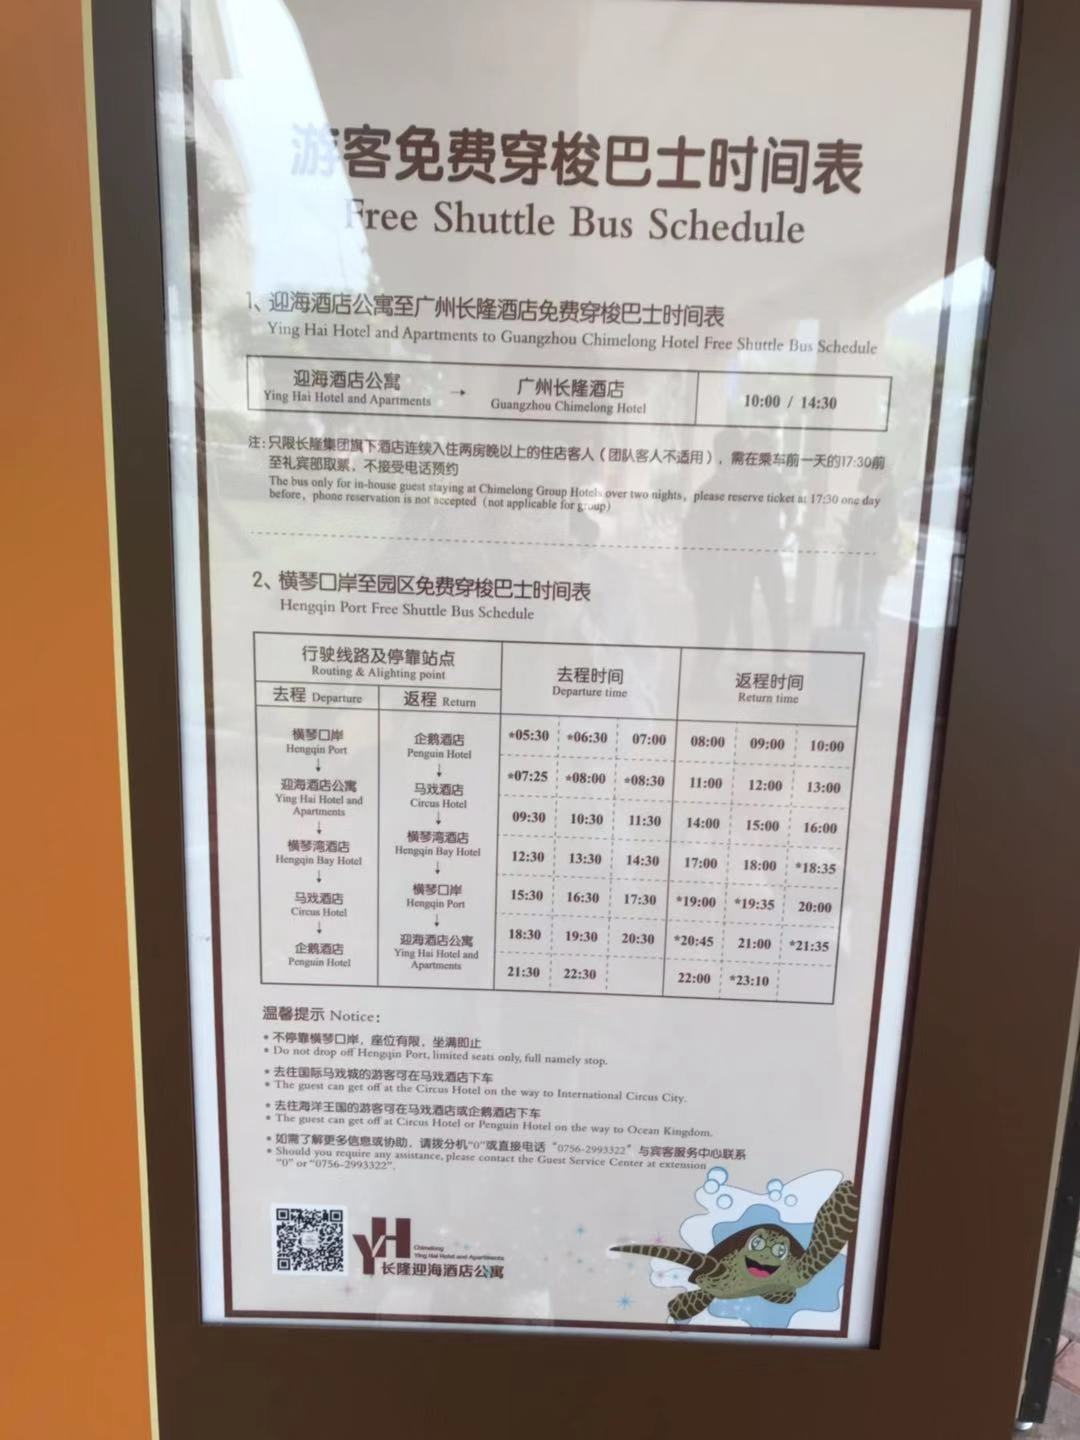 游客免费穿梭巴士时间表
Free Shuttle Bus Schedule
1、迎海酒店公寓至广州长隆酒店免费穿梭巴士时间表
Ying Hai Hotel and Apartments to Guangzhou Chimelong Hotel Free Shuttle Bus Schedule
迎海酒店公寓 → 广州长隆酒店 10:00 / 14:30
Ying Hai Hotel and Apartments Guangzhou Chimelong Hotel
注：只限长隆集团旗下酒店连续入住两房晚以上的住店客人（团队客人不适用），需在乘车前一天的17:30前
至礼宾部取票，不接受电话预约
The bus only for in-house guest staying at Chimelong Group Hotels over two nights, please reserve ticket at 17:30 one day
before, phone reservation is not accepted (not applicable for group)
2、横琴口岸至园区免费穿梭巴士时间表
Hengqin Port Free Shuttle Bus Schedule
行驶线路及停靠站点
Routing & Alighting point
去程时间
Departure time
返程时间
Return time
去程 Departure
返程 Return
横琴口岸
Hengqin Port
↓
迎海酒店公寓
Ying Hai Hotel and
Apartments
↓
横琴湾酒店
Hengqin Bay Hotel
↓
马戏酒店
Circus Hotel
↓
企鹅酒店
Penguin Hotel
企鹅酒店
Penguin Hotel
↓
马戏酒店
Circus Hotel
↓
横琴湾酒店
Hengqin Bay Hotel
↓
横琴口岸
Hengqin Port
↓
迎海酒店公寓
Ying Hai Hotel and
Apartments
*05:30 *06:30 07:00 08:00 09:00 10:00
*07:25 *08:00 *08:30 11:00 12:00 13:00
09:30 10:30 11:30 14:00 15:00 16:00
12:30 13:30 14:30 17:00 18:00 *18:35
15:30 16:30 17:30 *19:00 *19:35 20:00
18:30 19:30 20:30 *20:45 21:00 *21:35
21:30 22:30 22:00 *23:10
温馨提示 Notice：
* 不停靠横琴口岸，座位有限，坐满即止
* Do not drop off Hengqin Port, limited seats only, full namely stop.
* 去往国际马戏城的游客可在马戏酒店下车
* The guest can get off at the Circus Hotel on the way to International Circus City.
* 去往海洋王国的游客可在马戏酒店或企鹅酒店下车
* The guest can get off at Circus Hotel or Penguin Hotel on the way to Ocean Kingdom.
* 如需了解更多信息或协助，请拨分机“0”或直接电话“0756-2993322”与宾客服务中心联系
* Should you require any assistance, please contact the Guest Service Center at extension
“0” or “0756-2993322”.
YH
Chimelong
Ying Hai Hotel and Apartments
长隆迎海酒店公寓